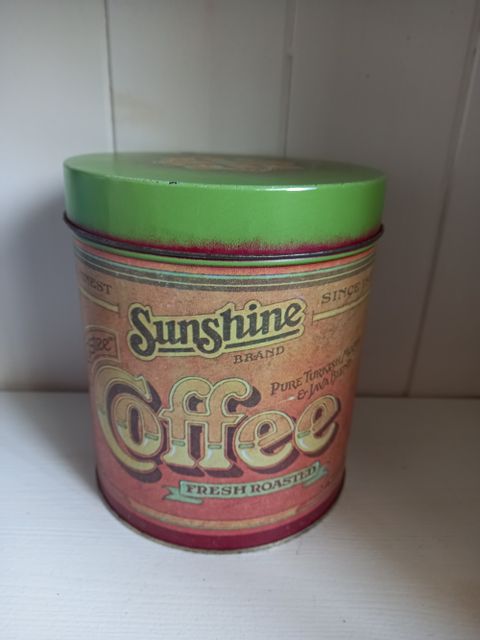 SINCE
Sunshine
BRAND
PURE TURKISH
& JAVA
Coffee
FRESH ROASTED